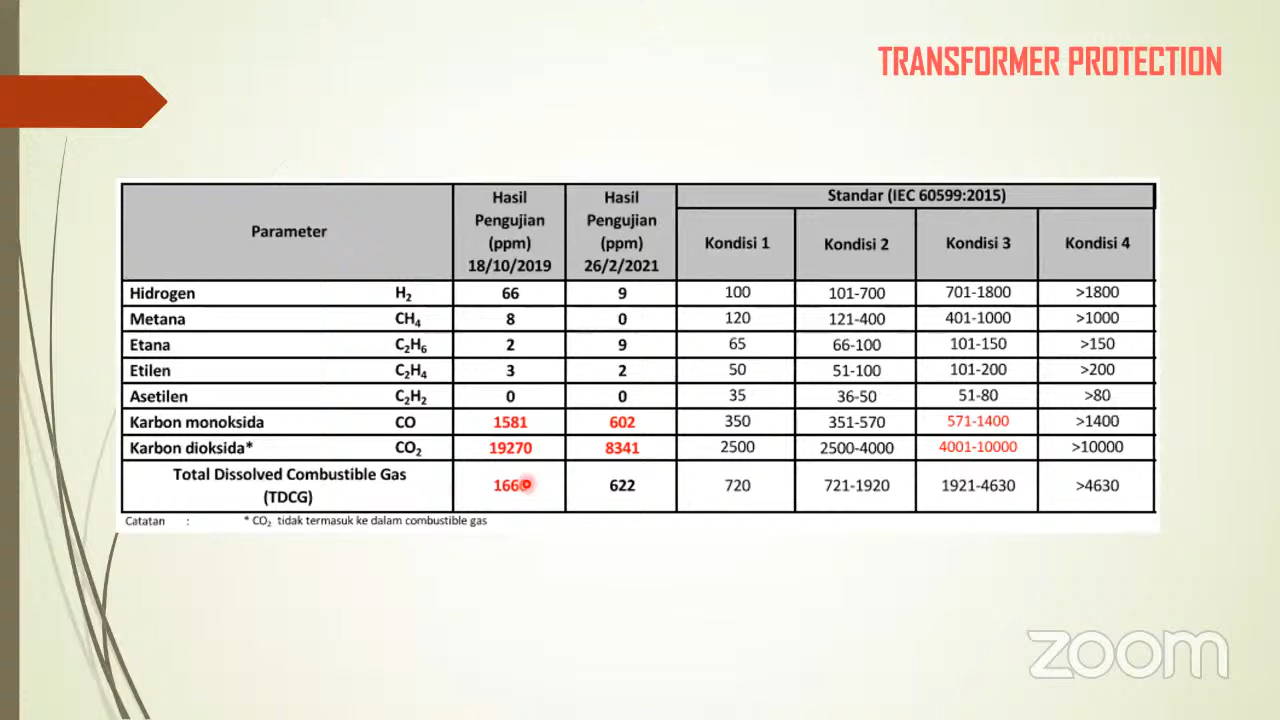 TRANSFORMER PROTECTION
Parameter Hasil Pengujian (ppm) 18/10/2019 Hasil Pengujian (ppm) 26/2/2021 Standar (IEC 60599:2015)
Kondisi 1 Kondisi 2 Kondisi 3 Kondisi 4
Hidrogen H₂ 66 9 100 101-700 701-1800 >1800
Metana CH₄ 8 0 120 121-400 401-1000 >1000
Etana C₂H₆ 2 9 65 66-100 101-150 >150
Etilen C₂H₄ 3 2 50 51-100 101-200 >200
Asetilen C₂H₂ 0 0 35 36-50 51-80 >80
Karbon monoksida CO 1581 602 350 351-570 571-1400 >1400
Karbon dioksida* CO₂ 19270 8341 2500 2500-4000 4001-10000 >10000
Total Dissolved Combustible Gas (TDCG) 622 720 721-1920 1921-4630 >4630
Catatan : * CO₂ tidak termasuk ke dalam combustible gas
zoom